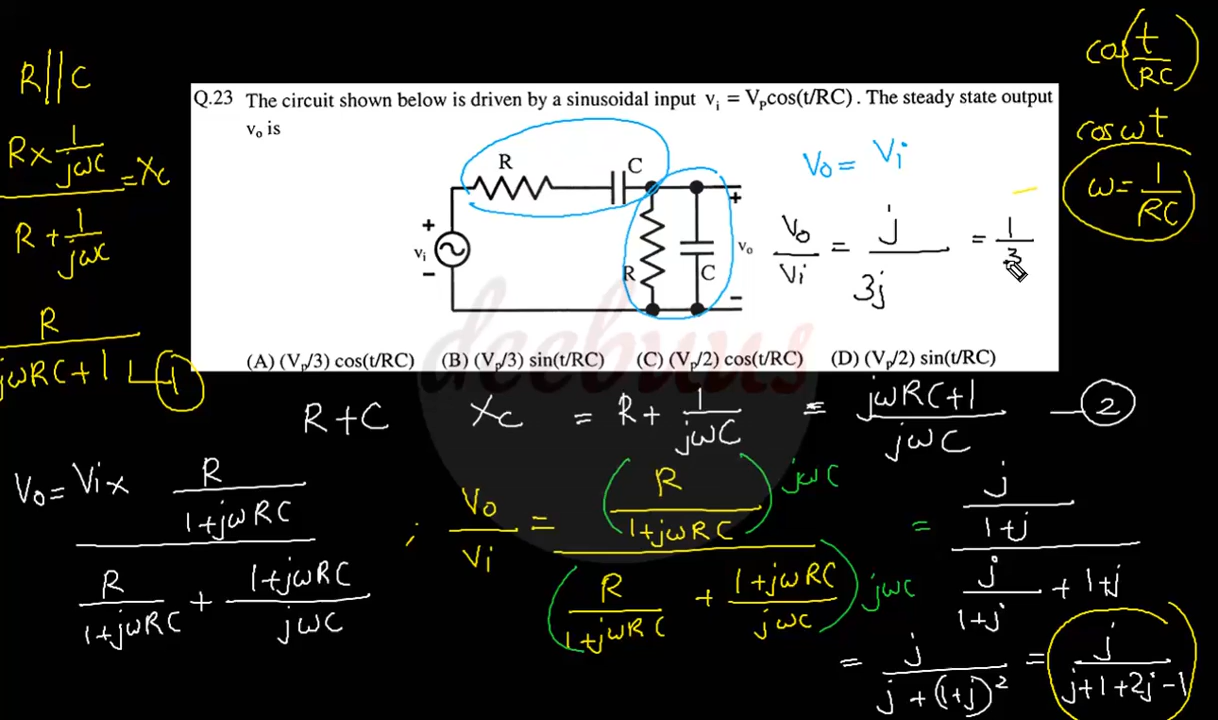 R||C
R × 1/jωC
R + 1/jωC
= Xc
R
jωRC+1
1
cos(t/RC)
cosωt
ω = 1/RC
Q.23 The circuit shown below is driven by a sinusoidal input vᵢ = Vₚcos(t/RC). The steady state output
vₒ is
R
C
+
vᵢ
−
R
C
+
vₒ
−
Vo = Vi
Vo/Vi = j/3j = 1/3
(A) (Vₚ/3) cos(t/RC) (B) (Vₚ/3) sin(t/RC) (C) (Vₚ/2) cos(t/RC) (D) (Vₚ/2) sin(t/RC)
deebuus
R+C Xc = R + 1/jωC = jωRC+1/jωC — 2
Vo = Vi × R/1+jωRC
R/1+jωRC + 1+jωRC/jωC
; Vo/Vi = (R/1+jωRC) jωC
(R/1+jωRC + 1+jωRC/jωC) jωC
= j/1+j
j/1+j + 1+j
= j/j+(1+j)² = j/j+1+2j-1